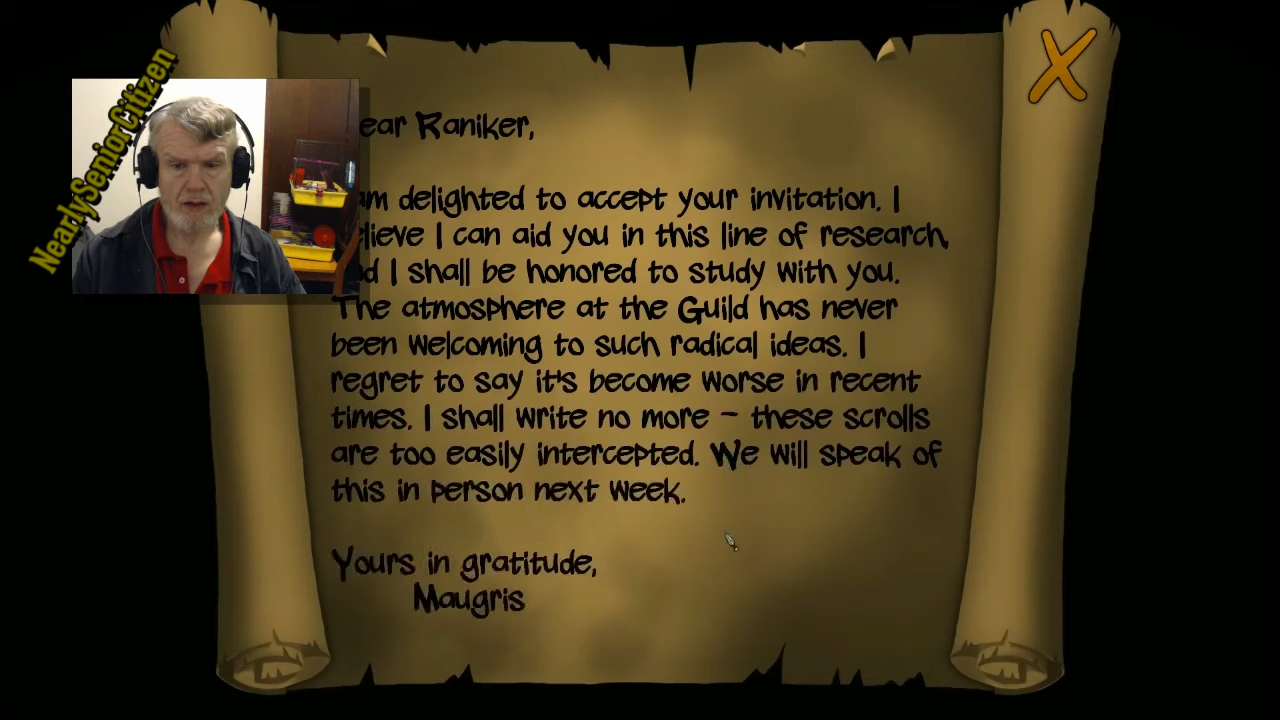 NearlySeniorCitizen
ear Raniker,
am delighted to accept your invitation. I
lieve I can aid you in this line of research,
d I shall be honored to study with you.
The atmosphere at the Guild has never
been welcoming to such radical ideas. I
regret to say it's become worse in recent
times. I shall write no more - these scrolls
are too easily intercepted. We will speak of
this in person next week.
Yours in gratitude,
Maugris